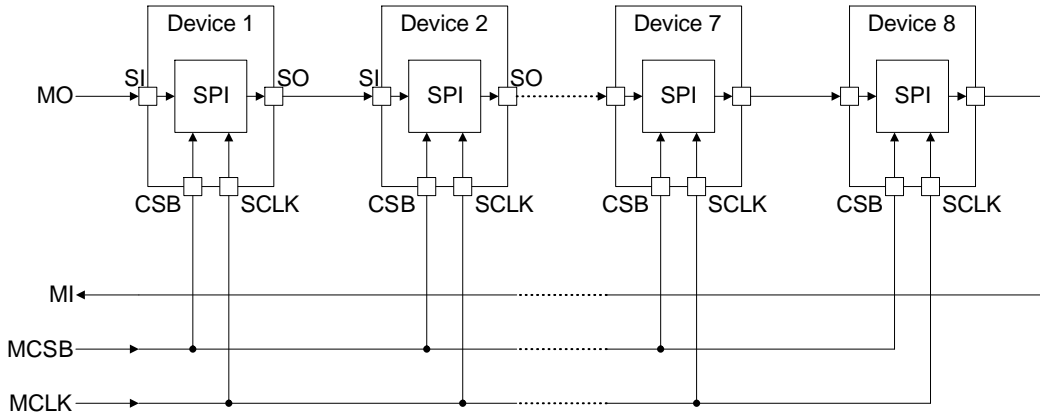 Device 1 Device 2 Device 7 Device 8
SI SO SI SO
MO SPI SPI SPI SPI
CSB SCLK CSB SCLK CSB SCLK CSB SCLK
MI
MCSB
MCLK